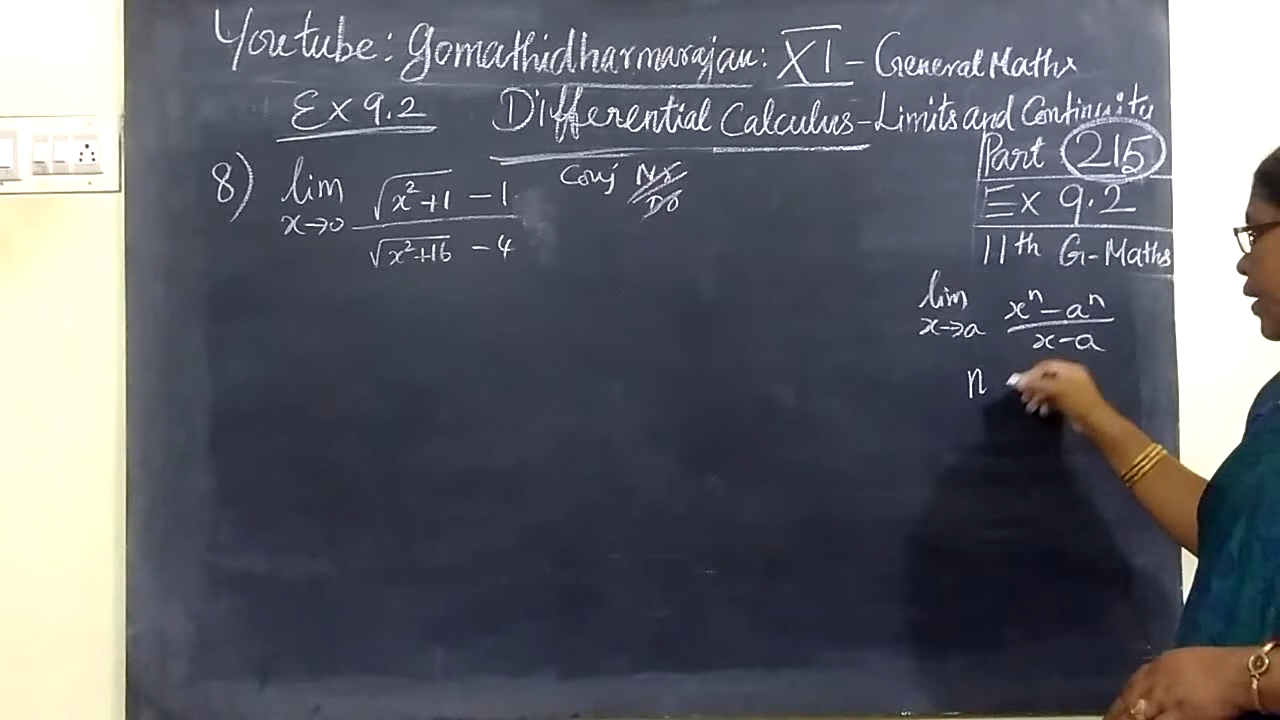 Youtube: Gomathidharmarajan: XI - General Maths
Ex 9.2 Differential Calculus - Limits and Continuity
Part 215
Ex 9.2
11th G-Maths
8) lim x→0 (√(x²+1) - 1)/(√(x²+16) - 4) Conj Nr Dr
lim x→a (xⁿ - aⁿ)/(x - a)
n